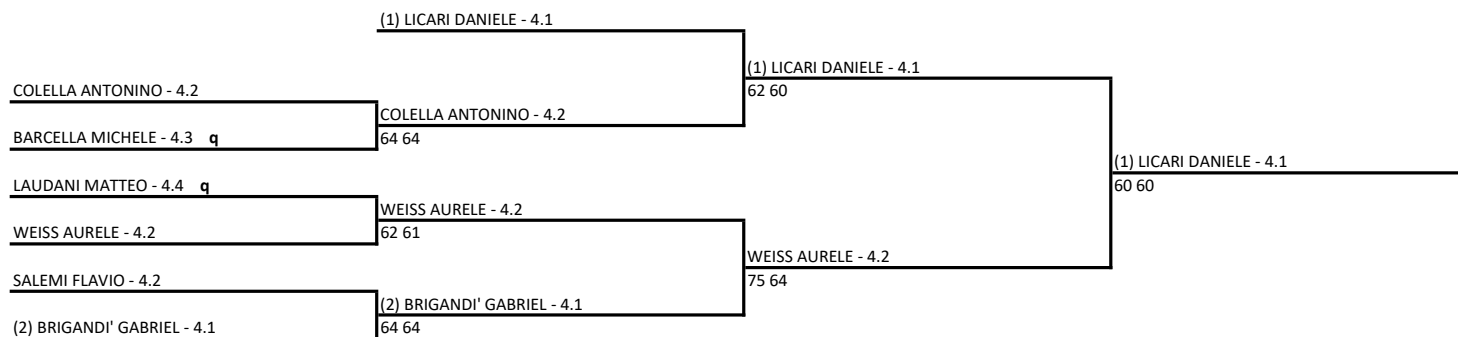 (1) LICARI DANIELE - 4.1
(1) LICARI DANIELE - 4.1
COLELLA ANTONINO - 4.2
62 60
COLELLA ANTONINO - 4.2
BARCELLA MICHELE - 4.3 q
64 64
(1) LICARI DANIELE - 4.1
LAUDANI MATTEO - 4.4 q
60 60
WEISS AURELE - 4.2
WEISS AURELE - 4.2
62 61
WEISS AURELE - 4.2
SALEMI FLAVIO - 4.2
75 64
(2) BRIGANDI' GABRIEL - 4.1
(2) BRIGANDI' GABRIEL - 4.1
64 64